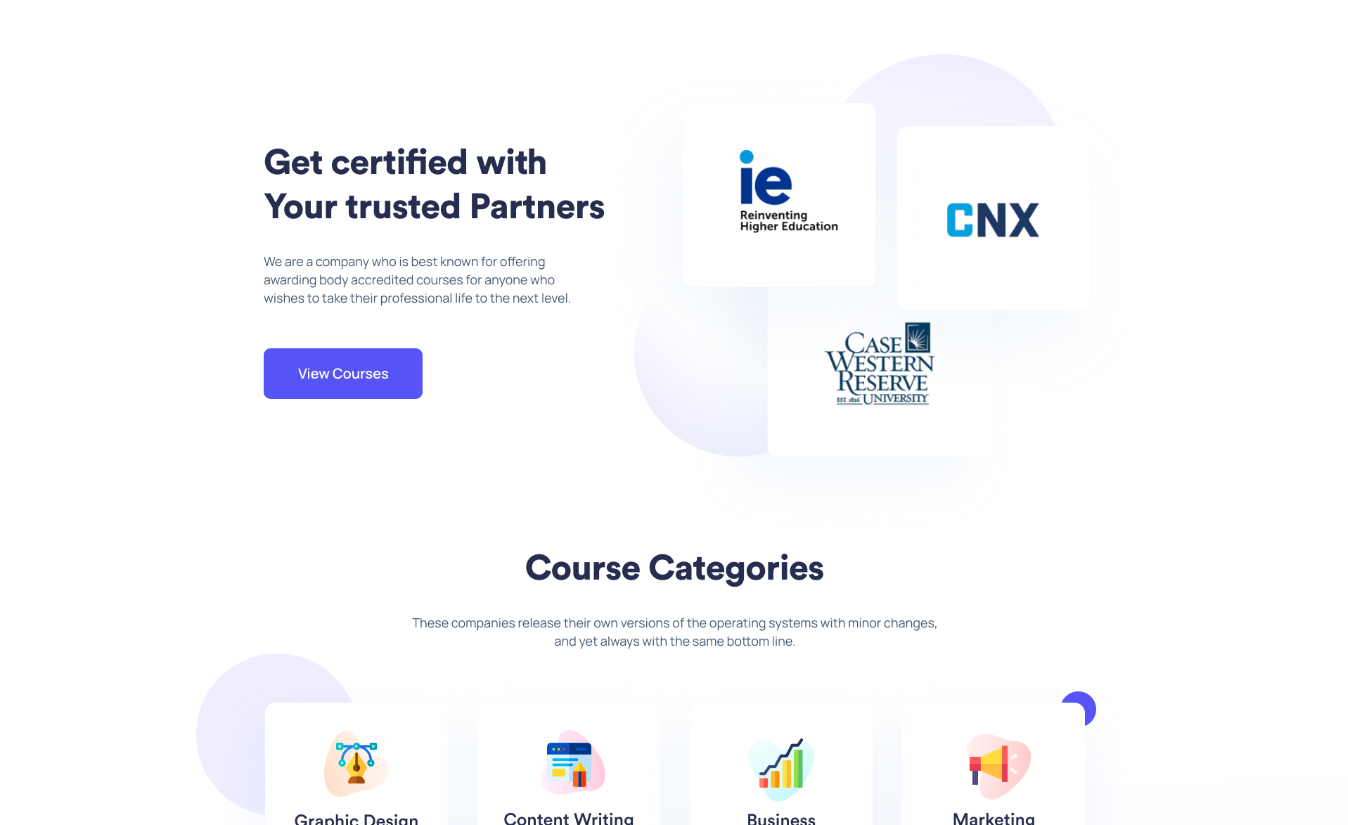 Get certified with
Your trusted Partners
We are a company who is best known for offering
awarding body accredited courses for anyone who
wishes to take their professional life to the next level.
View Courses
ie
Reinventing
Higher Education
CNX
CASE
WESTERN
RESERVE
EST. 1826 UNIVERSITY
Course Categories
These companies release their own versions of the operating systems with minor changes,
and yet always with the same bottom line.
Graphic Design
Content Writing
Business
Marketing